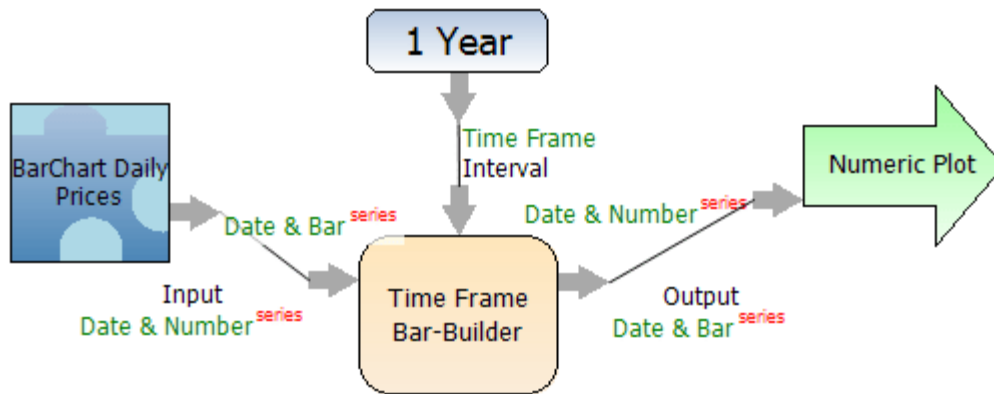 1 Year
Time Frame
Interval
BarChart Daily
Prices
Date & Bar series
Input
Date & Number series
Time Frame
Bar-Builder
Date & Number series
Output
Date & Bar series
Numeric Plot